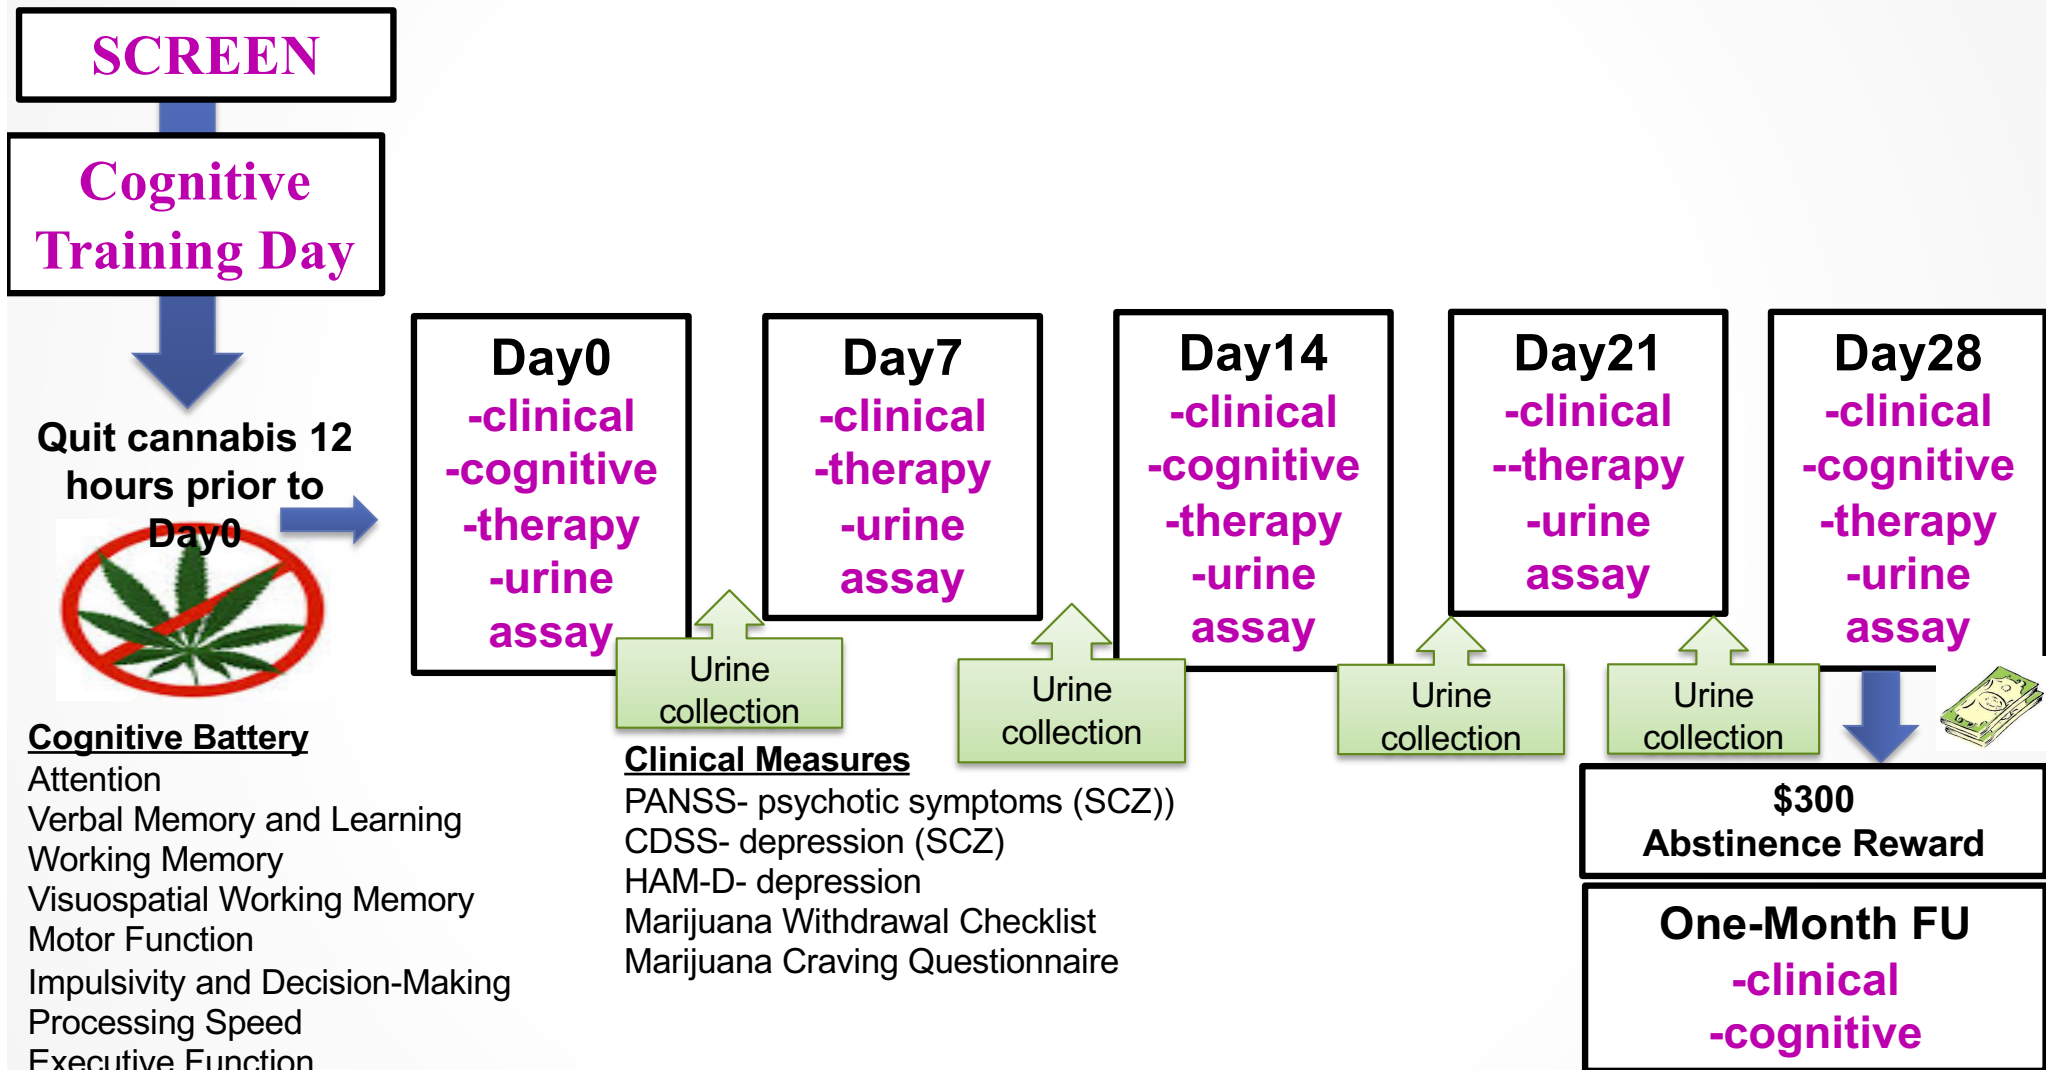 SCREEN
Cognitive
Training Day
Quit cannabis 12
hours prior to
Day0
Day0
-clinical
-cognitive
-therapy
-urine
assay
Day7
-clinical
-therapy
-urine
assay
Day14
-clinical
-cognitive
-therapy
-urine
assay
Day21
-clinical
--therapy
-urine
assay
Day28
-clinical
-cognitive
-therapy
-urine
assay
Urine
collection
Urine
collection
Urine
collection
Urine
collection
Cognitive Battery
Attention
Verbal Memory and Learning
Working Memory
Visuospatial Working Memory
Motor Function
Impulsivity and Decision-Making
Processing Speed
Executive Function
Clinical Measures
PANSS- psychotic symptoms (SCZ))
CDSS- depression (SCZ)
HAM-D- depression
Marijuana Withdrawal Checklist
Marijuana Craving Questionnaire
$300
Abstinence Reward
One-Month FU
-clinical
-cognitive